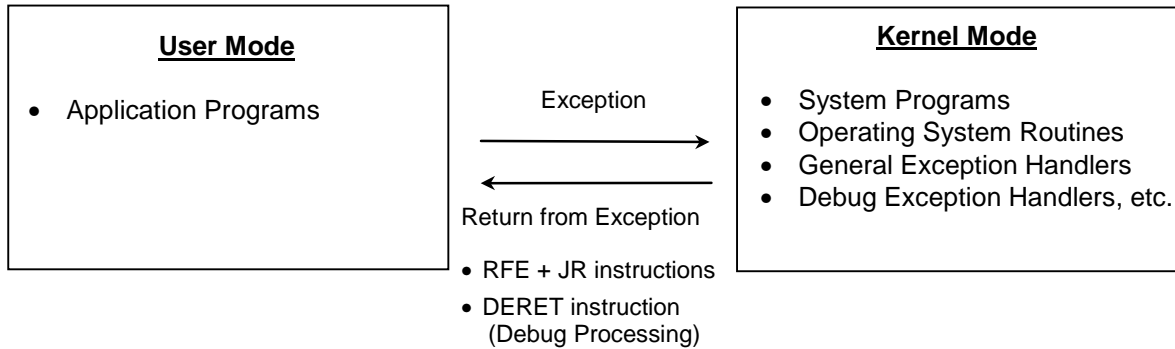 User Mode
• Application Programs
Exception
Return from Exception
• RFE + JR instructions
• DERET instruction
(Debug Processing)
Kernel Mode
• System Programs
• Operating System Routines
• General Exception Handlers
• Debug Exception Handlers, etc.